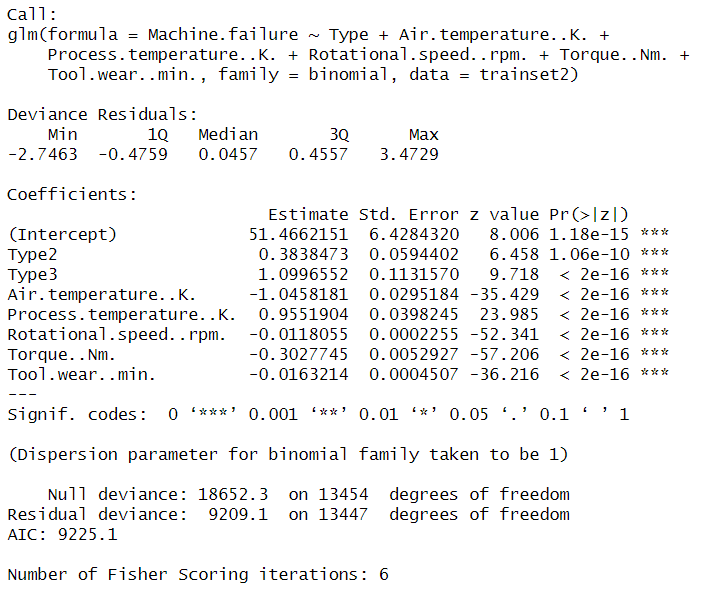 Call:
glm(formula = Machine.failure ~ Type + Air.temperature..K. +
    Process.temperature..K. + Rotational.speed..rpm. + Torque..Nm. +
    Tool.wear..min., family = binomial, data = trainset2)

Deviance Residuals:
    Min       1Q   Median       3Q      Max
-2.7463  -0.4759   0.0457   0.4557   3.4729

Coefficients:
                          Estimate Std. Error z value Pr(>|z|)
(Intercept)             51.4662151  6.4284320   8.006 1.18e-15 ***
Type2                    0.3838473  0.0594402   6.458 1.06e-10 ***
Type3                    1.0996552  0.1131570   9.718  < 2e-16 ***
Air.temperature..K.     -1.0458181  0.0295184 -35.429  < 2e-16 ***
Process.temperature..K.  0.9551904  0.0398245  23.985  < 2e-16 ***
Rotational.speed..rpm.  -0.0118055  0.0002255 -52.341  < 2e-16 ***
Torque..Nm.             -0.3027745  0.0052927 -57.206  < 2e-16 ***
Tool.wear..min.         -0.0163214  0.0004507 -36.216  < 2e-16 ***
---
Signif. codes:  0 ‘***’ 0.001 ‘**’ 0.01 ‘*’ 0.05 ‘.’ 0.1 ‘ ’ 1

(Dispersion parameter for binomial family taken to be 1)

    Null deviance: 18652.3  on 13454  degrees of freedom
Residual deviance:  9209.1  on 13447  degrees of freedom
AIC: 9225.1

Number of Fisher Scoring iterations: 6